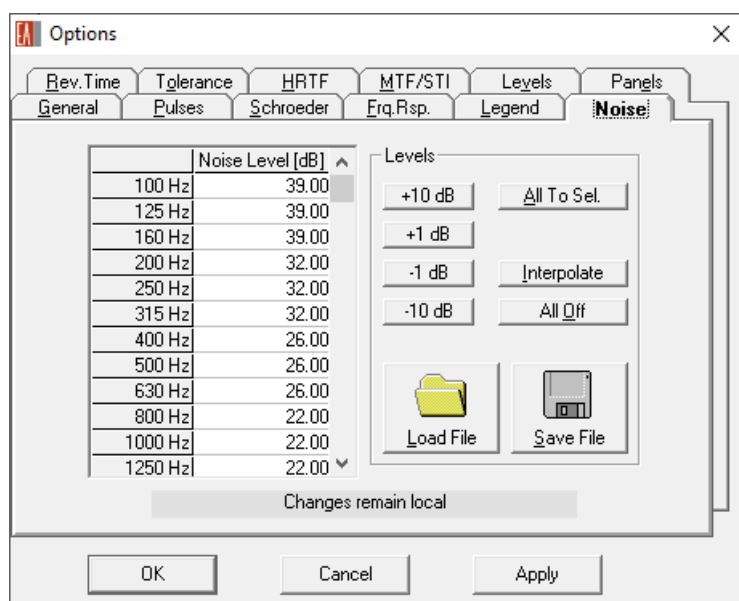 EA Options
Rev.Time Tolerance HRTF MTF/STI Levels Panels
General Pulses Schroeder Frq.Rsp. Legend Noise
Noise Level [dB]
100 Hz 39.00
125 Hz 39.00
160 Hz 39.00
200 Hz 32.00
250 Hz 32.00
315 Hz 32.00
400 Hz 26.00
500 Hz 26.00
630 Hz 26.00
800 Hz 22.00
1000 Hz 22.00
1250 Hz 22.00
Levels
+10 dB All To Sel.
+1 dB
-1 dB Interpolate
-10 dB All Off
Load File Save File
Changes remain local
OK Cancel Apply